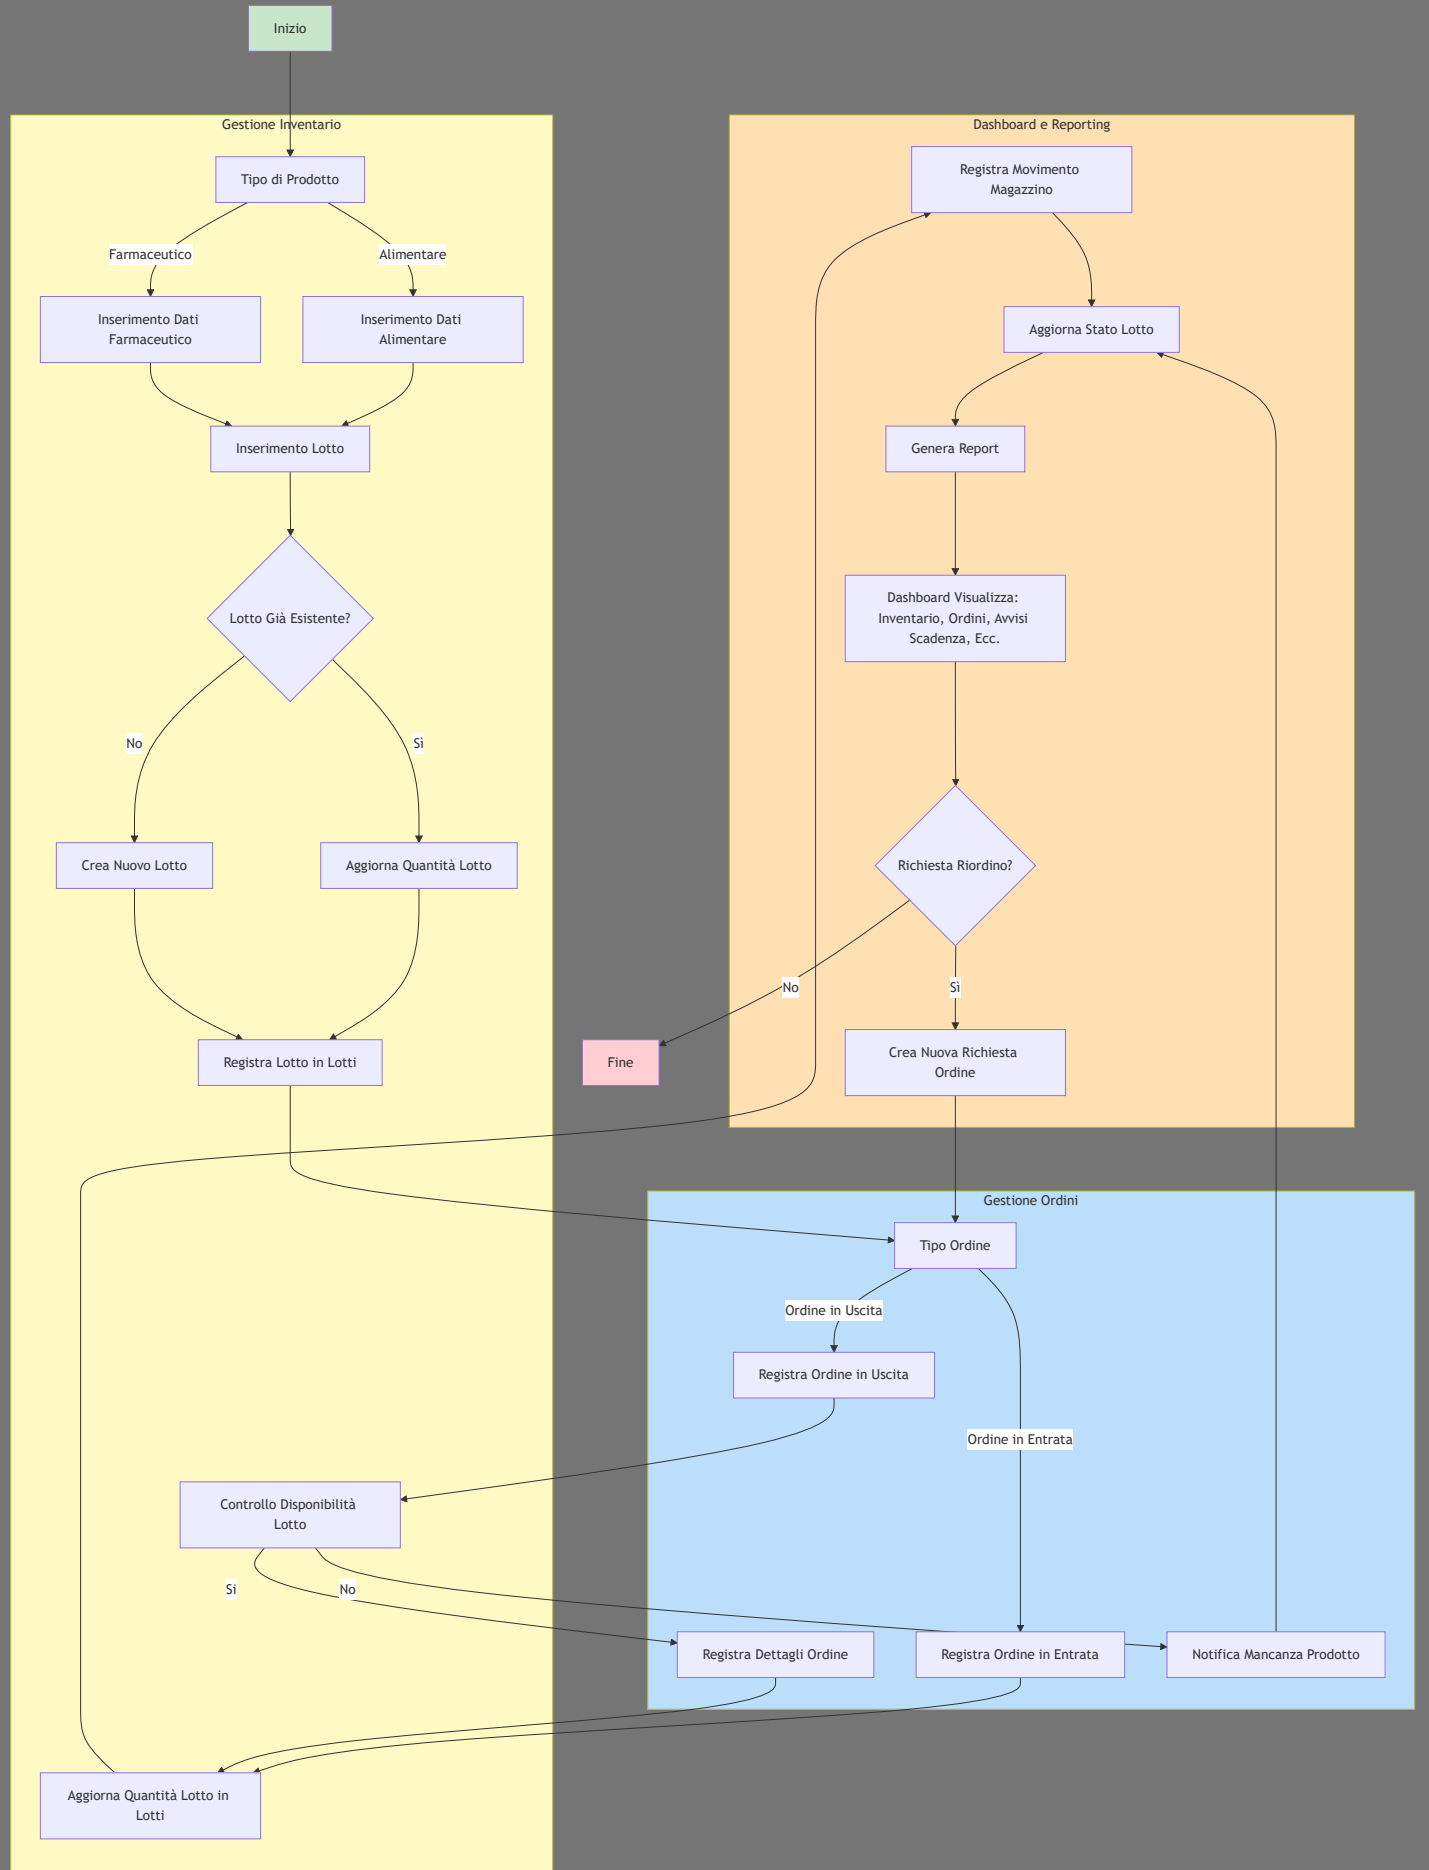 Inizio
Gestione Inventario
Tipo di Prodotto
Farmaceutico
Alimentare
Inserimento Dati
Farmaceutico
Inserimento Dati
Alimentare
Inserimento Lotto
Lotto Già Esistente?
No
Sì
Crea Nuovo Lotto
Aggiorna Quantità Lotto
Registra Lotto in Lotti
Dashboard e Reporting
Registra Movimento
Magazzino
Aggiorna Stato Lotto
Genera Report
Dashboard Visualizza:
Inventario, Ordini, Avvisi
Scadenza, Ecc.
Richiesta Riordino?
No
Sì
Fine
Crea Nuova Richiesta
Ordine
Gestione Ordini
Tipo Ordine
Ordine in Uscita
Registra Ordine in Uscita
Ordine in Entrata
Controllo Disponibilità
Lotto
Si
No
Registra Dettagli Ordine
Registra Ordine in Entrata
Notifica Mancanza Prodotto
Aggiorna Quantità Lotto in
Lotti